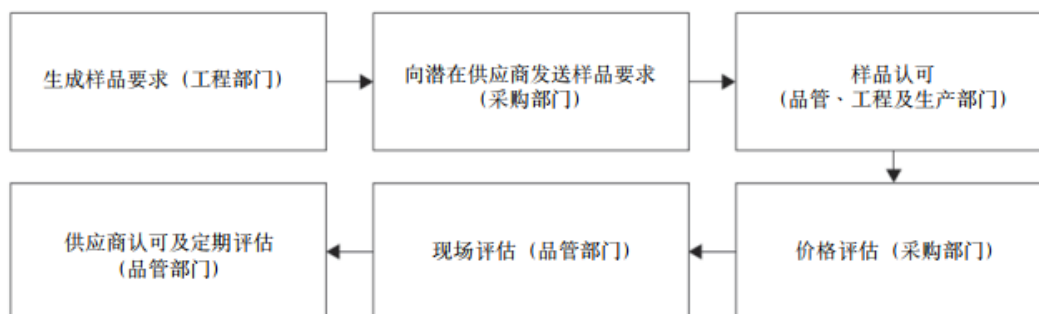 生成样品要求（工程部门）
向潜在供应商发送样品要求
（采购部门）
样品认可
（品管、工程及生产部门）
价格评估（采购部门）
现场评估（品管部门）
供应商认可及定期评估
（品管部门）